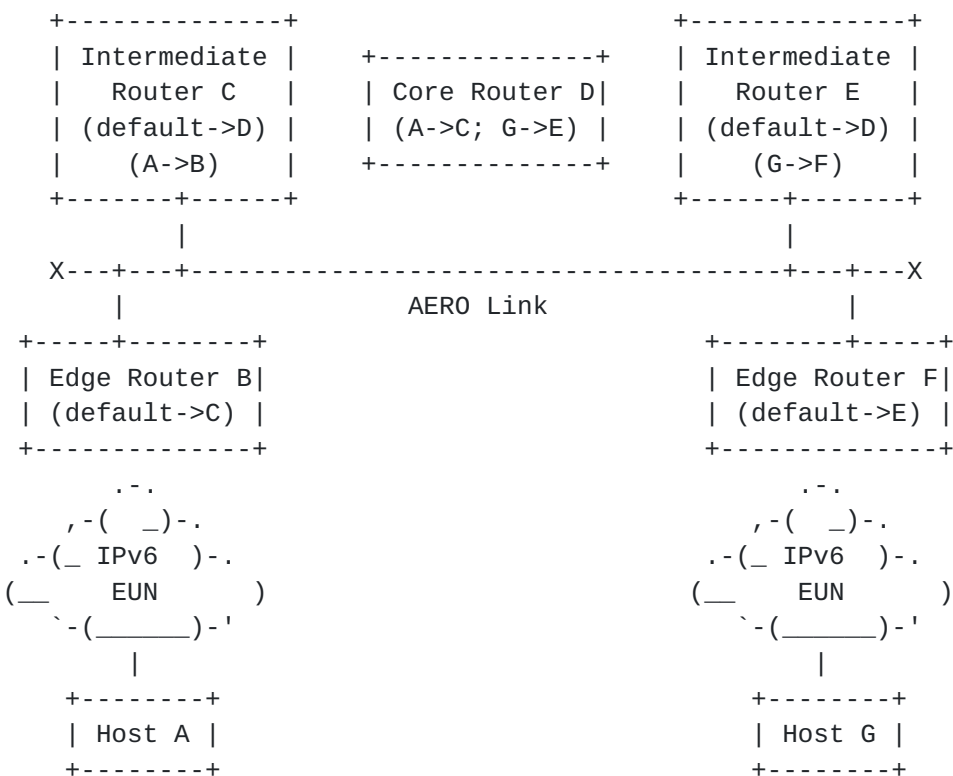 Intermediate Router C (default->D) (A->B)
Core Router D (A->C; G->E)
Intermediate Router E (default->D) (G->F)
X X
AERO Link
Edge Router B (default->C)
Edge Router F (default->E)
IPv6 EUN
IPv6 EUN
Host A
Host G